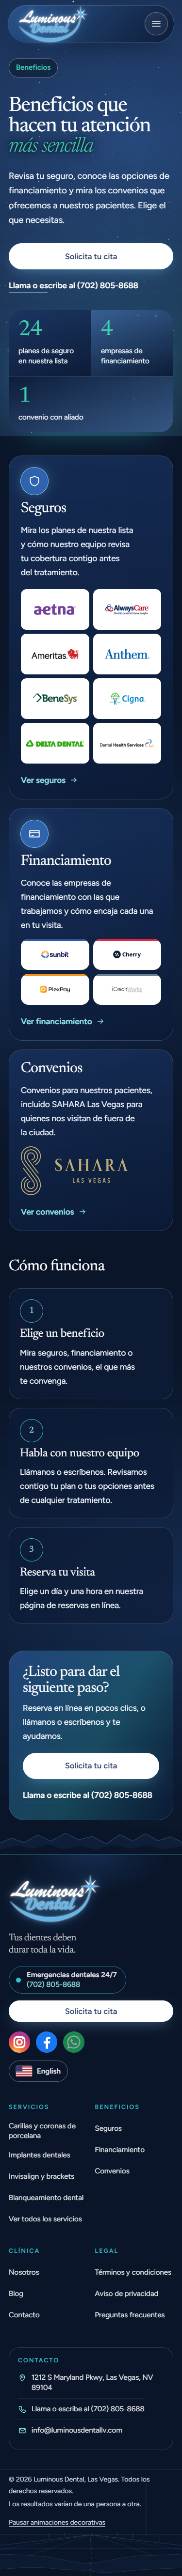 Luminous
Dental
Beneficios
Beneficios que
hacen tu atención
más sencilla
Revisa tu seguro, conoce las opciones de
financiamiento y mira los convenios que
ofrecemos a nuestros pacientes. Elige el
que necesitas.
Solicita tu cita
Llama o escribe al (702) 805-8688
24
planes de seguro
en nuestra lista
4
empresas de
financiamiento
1
convenio con aliado
Seguros
Mira los planes de nuestra lista
y cómo nuestro equipo revisa
tu cobertura contigo antes
del tratamiento.
aetna
AlwaysCare
Ameritas
Anthem
BeneSys
Cigna
DELTA DENTAL
Dental Health Services
Ver seguros →
Financiamiento
Conoce las empresas de
financiamiento con las que
trabajamos y cómo encaja cada una
en tu visita.
sunbit
Cherry
PlexPay
iCreditWorks
Ver financiamiento →
Convenios
Convenios para nuestros pacientes,
incluido SAHARA Las Vegas para
quienes nos visitan de fuera de
la ciudad.
SAHARA
LAS VEGAS
Ver convenios →
Cómo funciona
1
Elige un beneficio
Mira seguros, financiamiento o
nuestros convenios, el que más
te convenga.
2
Habla con nuestro equipo
Llámanos o escríbenos. Revisamos
contigo tu plan o tus opciones antes
de cualquier tratamiento.
3
Reserva tu visita
Elige un día y una hora en nuestra
página de reservas en línea.
¿Listo para dar el
siguiente paso?
Reserva en línea en pocos clics, o
llámanos o escríbenos y te
ayudamos.
Solicita tu cita
Llama o escribe al (702) 805-8688
Luminous
Dental
Tus dientes deben
durar toda la vida.
Emergencias dentales 24/7
(702) 805-8688
Solicita tu cita
English
SERVICIOS
Carillas y coronas de
porcelana
Implantes dentales
Invisalign y brackets
Blanqueamiento dental
Ver todos los servicios
BENEFICIOS
Seguros
Financiamiento
Convenios
CLÍNICA
Nosotros
Blog
Contacto
LEGAL
Términos y condiciones
Aviso de privacidad
Preguntas frecuentes
CONTACTO
1212 S Maryland Pkwy, Las Vegas, NV
89104
Llama o escribe al (702) 805-8688
info@luminousdentallv.com
© 2026 Luminous Dental, Las Vegas. Todos los
derechos reservados.
Los resultados varían de una persona a otra.
Pausar animaciones decorativas